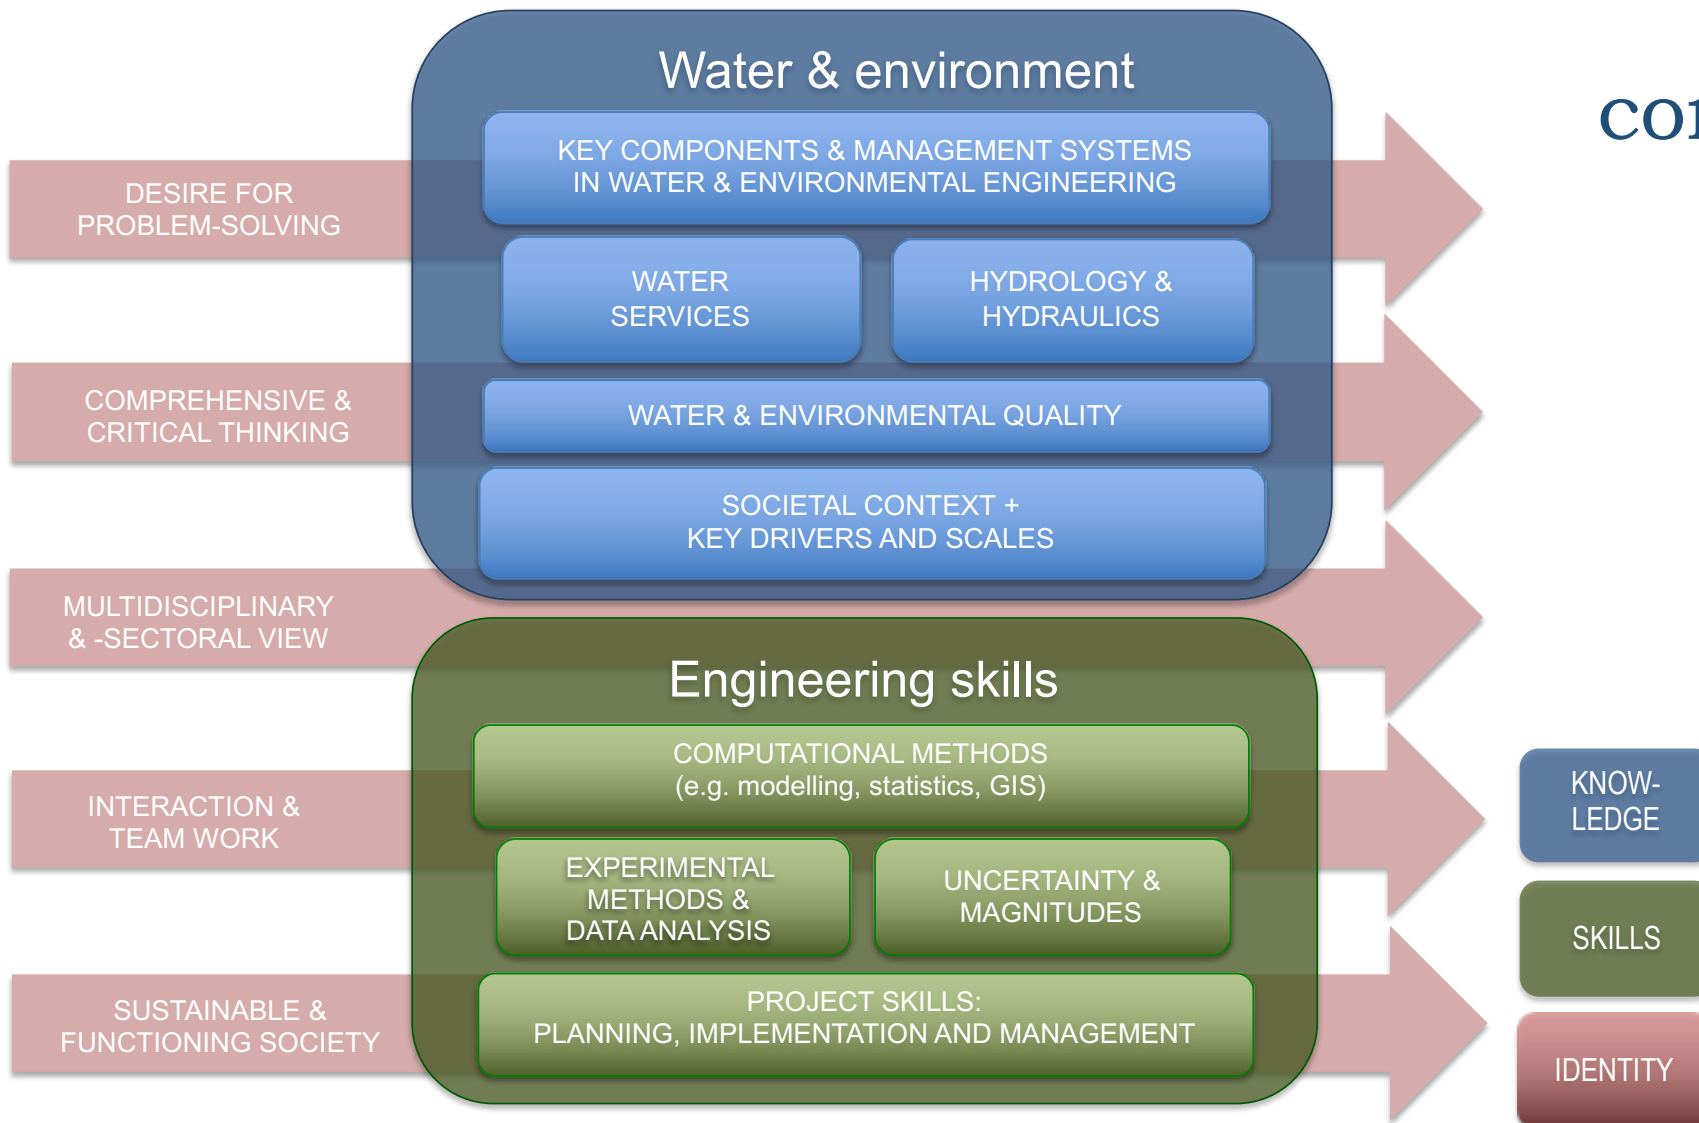 Water & environment
KEY COMPONENTS & MANAGEMENT SYSTEMS
IN WATER & ENVIRONMENTAL ENGINEERING
DESIRE FOR
PROBLEM-SOLVING
WATER
SERVICES
HYDROLOGY &
HYDRAULICS
COMPREHENSIVE &
CRITICAL THINKING
WATER & ENVIRONMENTAL QUALITY
SOCIETAL CONTEXT +
KEY DRIVERS AND SCALES
MULTIDISCIPLINARY
& -SECTORAL VIEW
Engineering skills
COMPUTATIONAL METHODS
(e.g. modelling, statistics, GIS)
INTERACTION &
TEAM WORK
EXPERIMENTAL
METHODS &
DATA ANALYSIS
UNCERTAINTY &
MAGNITUDES
SUSTAINABLE &
FUNCTIONING SOCIETY
PROJECT SKILLS:
PLANNING, IMPLEMENTATION AND MANAGEMENT
KNOW-
LEDGE
SKILLS
IDENTITY